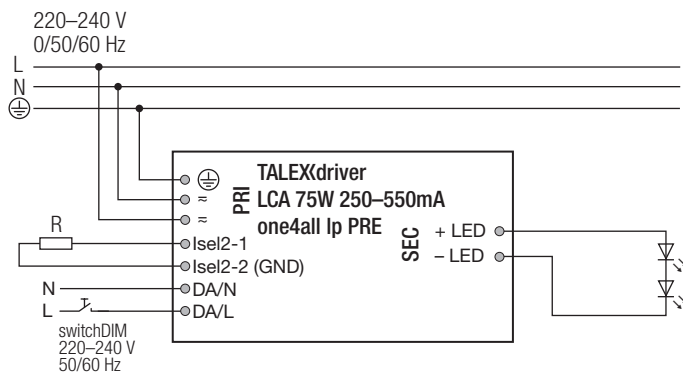 220–240 V
0/50/60 Hz
L
N
TALEXXdriver
LCA 75W 250–550mA
one4all lp PRE
PRI
≂
≂
SEC
+ LED
– LED
R
Isel2-1
Isel2-2 (GND)
N
DA/N
L
DA/L
switchDIM
220–240 V
50/60 Hz